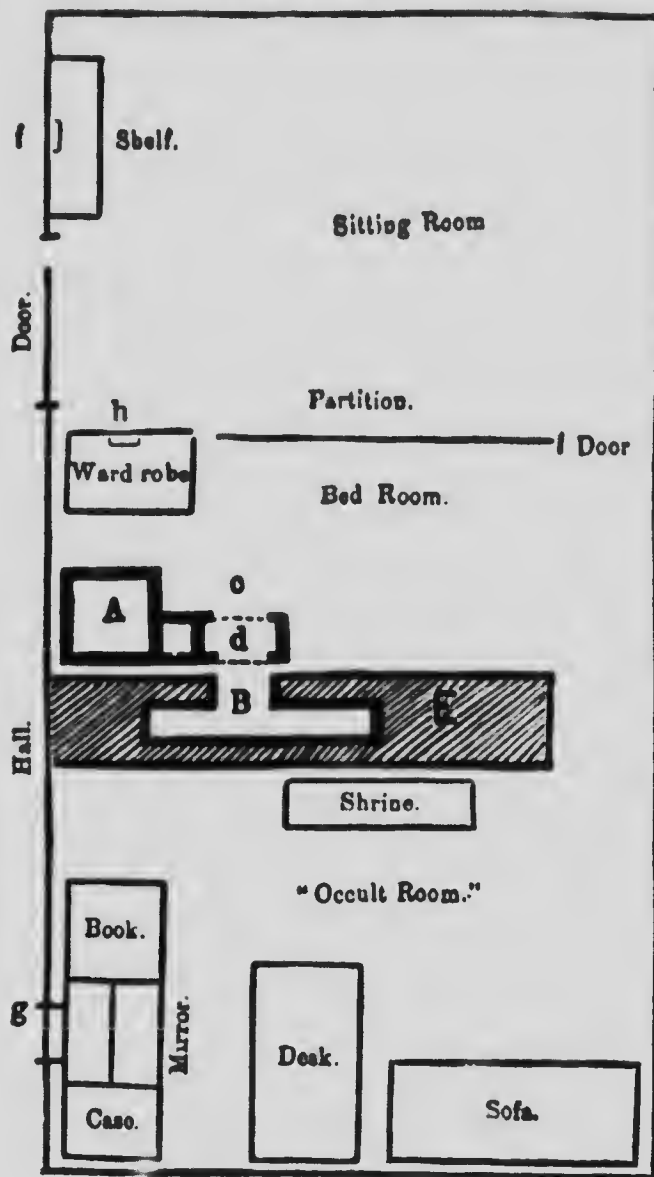 f
Shelf.
Sitting Room
Door.
Partition.
h
Door
Ward robe
Bed Room.
A
c
d
B
E
Hall.
Shrine.
"Occult Room."
Book.
g
Mirror.
Desk.
Case.
Sofa.